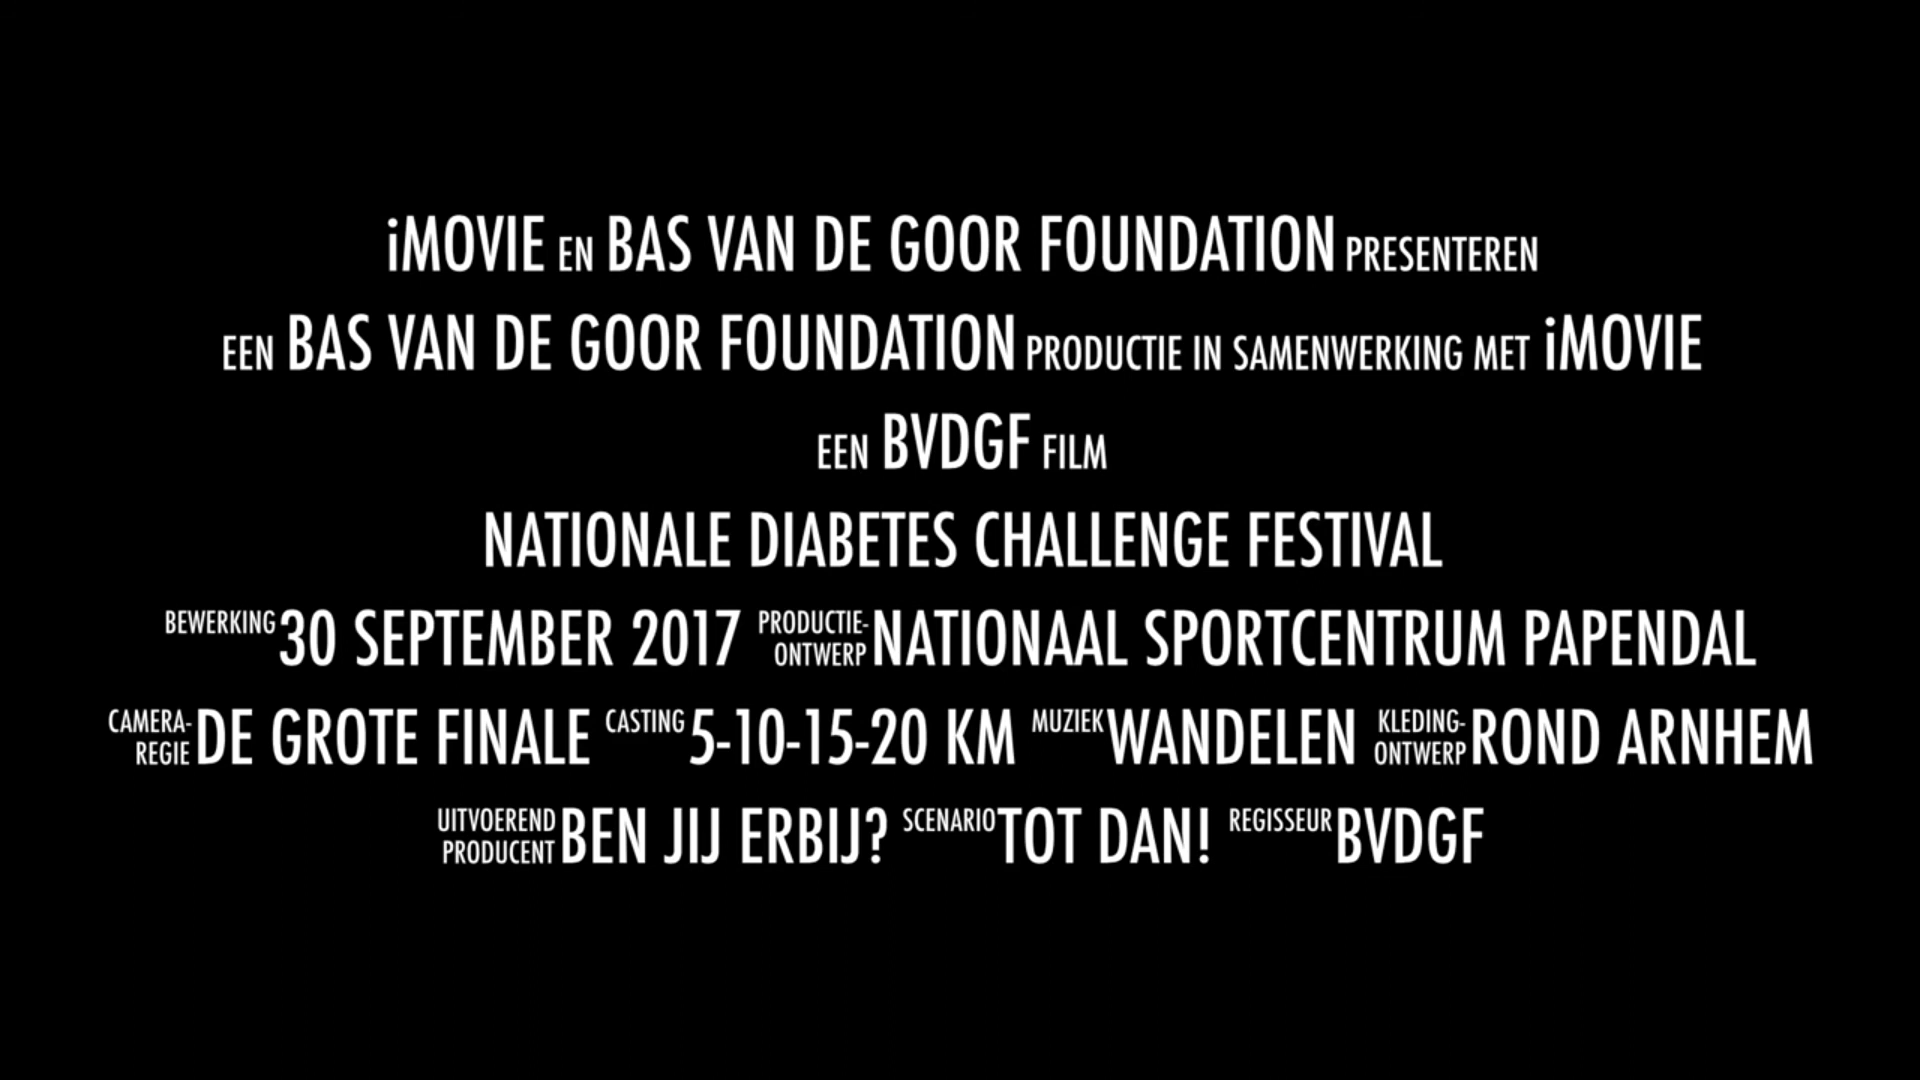 iMOVIE EN BAS VAN DE GOOR FOUNDATION PRESENTEREN
EEN BAS VAN DE GOOR FOUNDATION PRODUCTIE IN SAMENWERKING MET iMOVIE
EEN BVDGF FILM
NATIONALE DIABETES CHALLENGE FESTIVAL
BEWERKING 30 SEPTEMBER 2017 PRODUCTIE-ONTWERP NATIONAAL SPORTCENTRUM PAPENDAL
CAMERA-REGIE DE GROTE FINALE CASTING 5-10-15-20 KM MUZIEK WANDELEN KLEDING-ONTWERP ROND ARNHEM
UITVOEREND PRODUCENT BEN JIJ ERBIJ? SCENARIO TOT DAN! REGISSEUR BVDGF